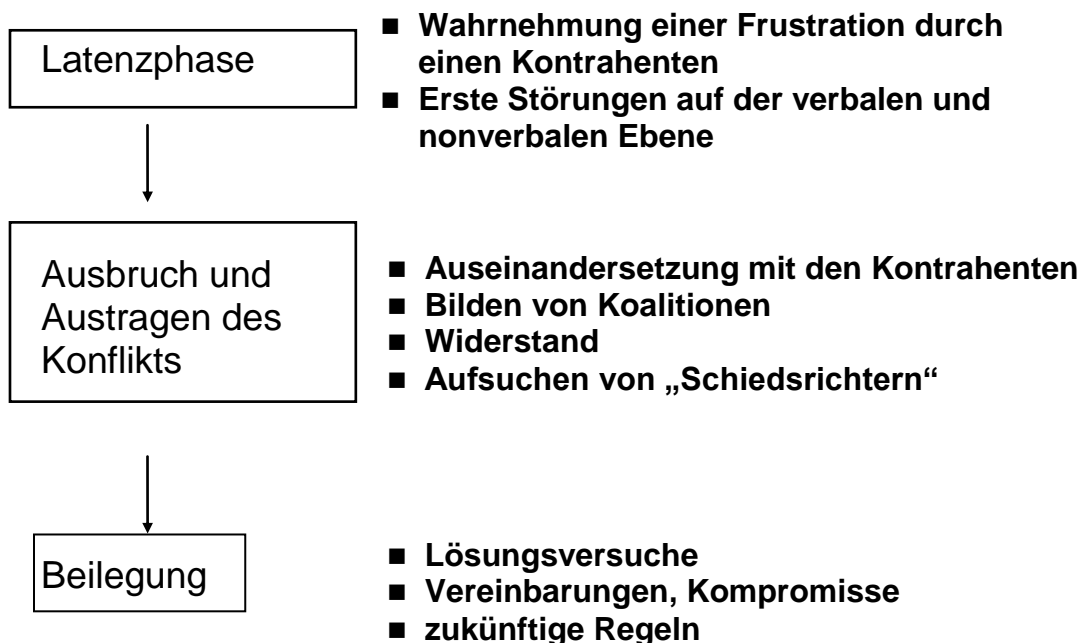 Latenzphase
■ Wahrnehmung einer Frustration durch
einen Kontrahenten
■ Erste Störungen auf der verbalen und
nonverbalen Ebene
Ausbruch und
Austragen des
Konflikts
■ Auseinandersetzung mit den Kontrahenten
■ Bilden von Koalitionen
■ Widerstand
■ Aufsuchen von „Schiedsrichtern“
Beilegung
■ Lösungsversuche
■ Vereinbarungen, Kompromisse
■ zukünftige Regeln